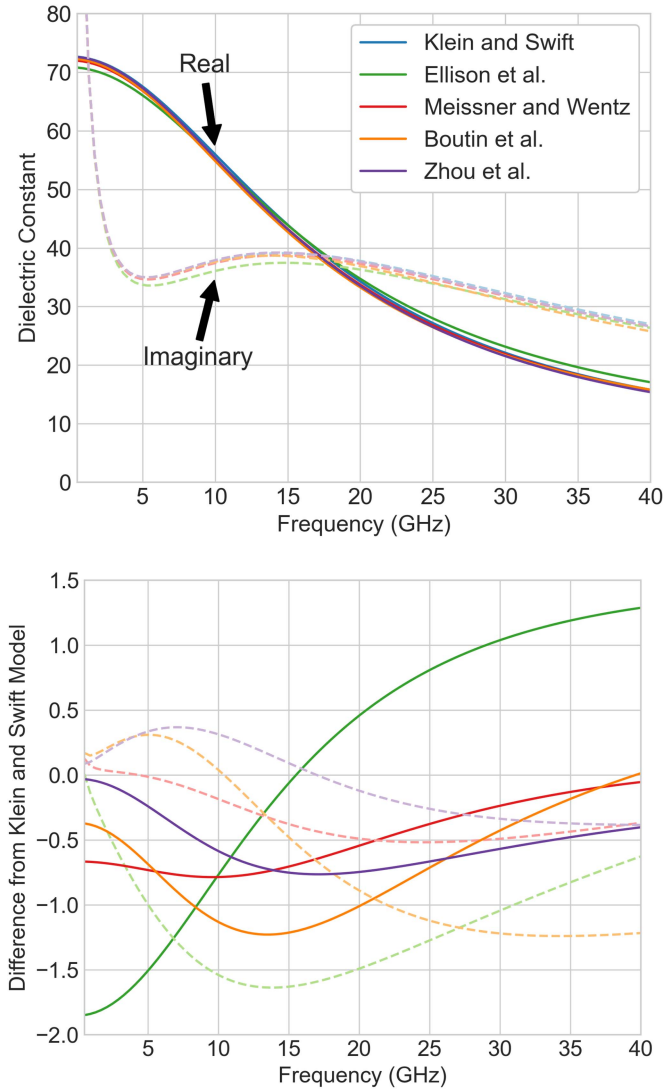 80
70
60
50
40
30
20
10
0
Dielectric Constant
Real
Imaginary
Klein and Swift
Ellison et al.
Meissner and Wentz
Boutin et al.
Zhou et al.
5 10 15 20 25 30 35 40
Frequency (GHz)
1.5
1.0
0.5
0.0
−0.5
−1.0
−1.5
−2.0
Difference from Klein and Swift Model
5 10 15 20 25 30 35 40
Frequency (GHz)